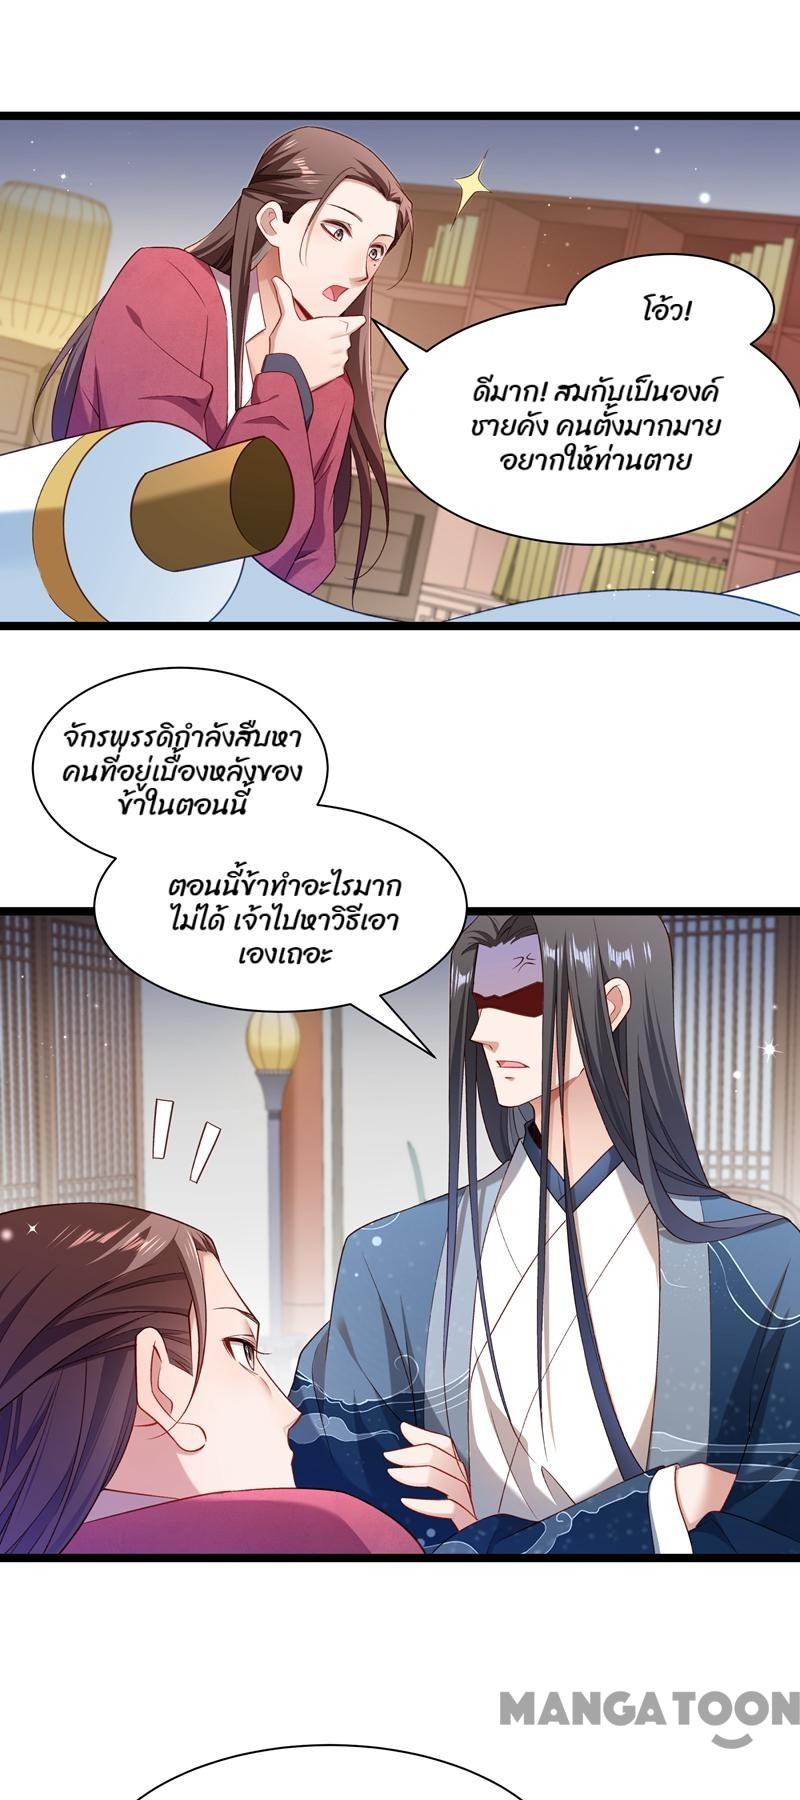 โอ้ว!
ดีมาก! สมกับเป็นองค์
ชายคัง คนตั้งมากมาย
อยากให้ท่านตาย
จักรพรรดิกำลังสืบหา
คนที่อยู่เบื้องหลังของ
ข้าในตอนนี้
ตอนนี้ข้าทำอะไรมาก
ไม่ได้ เจ้าไปหาวิธีเอา
เองเถอะ
MANGATOON